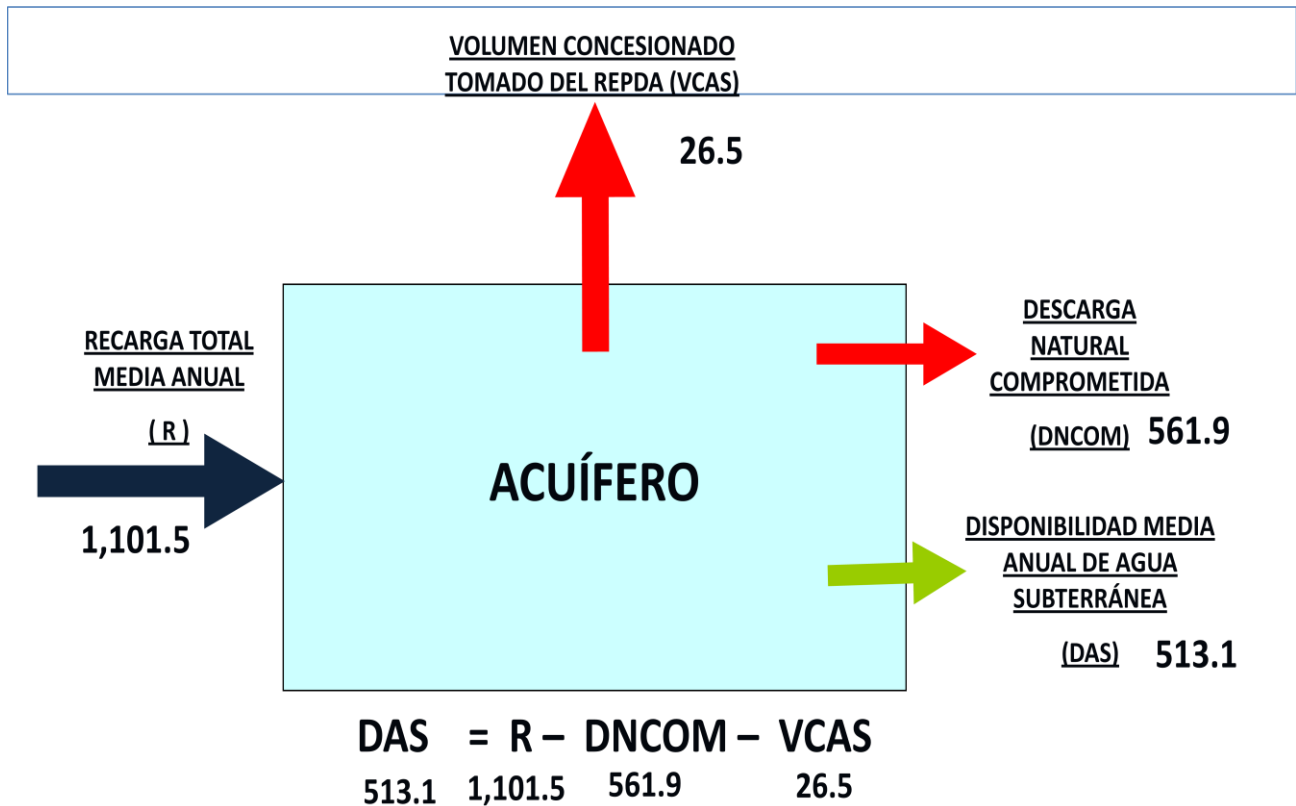 VOLUMEN CONCESIONADO
TOMADO DEL REPDA (VCAS)
26.5
RECARGA TOTAL
MEDIA ANUAL
( R )
1,101.5
ACUÍFERO
DESCARGA
NATURAL
COMPROMETIDA
(DNCOM) 561.9
DISPONIBILIDAD MEDIA
ANUAL DE AGUA
SUBTERRÁNEA
(DAS) 513.1
DAS = R – DNCOM – VCAS
513.1 1,101.5 561.9 26.5